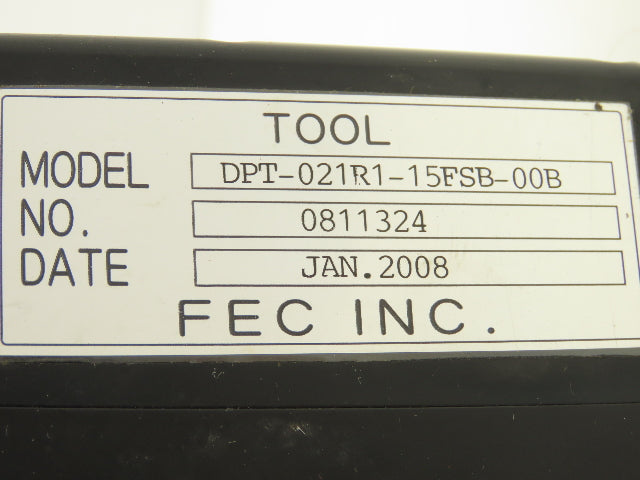 TOOL
MODEL DPT-021R1-15FSB-00B
NO. 0811324
DATE JAN.2008
FEC INC.